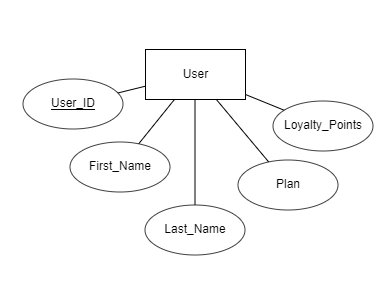 User
User_ID
Loyalty_Points
First_Name
Plan
Last_Name